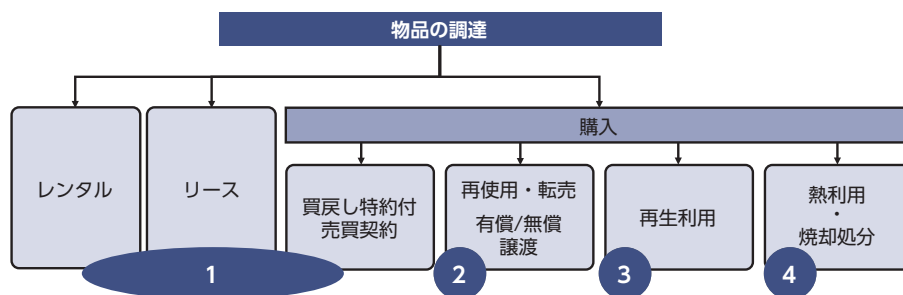 物品の調達
購入
レンタル
リース
買戻し特約付
売買契約
再使用・転売
有償/無償
譲渡
再生利用
熱利用
・
焼却処分
1
2
3
4